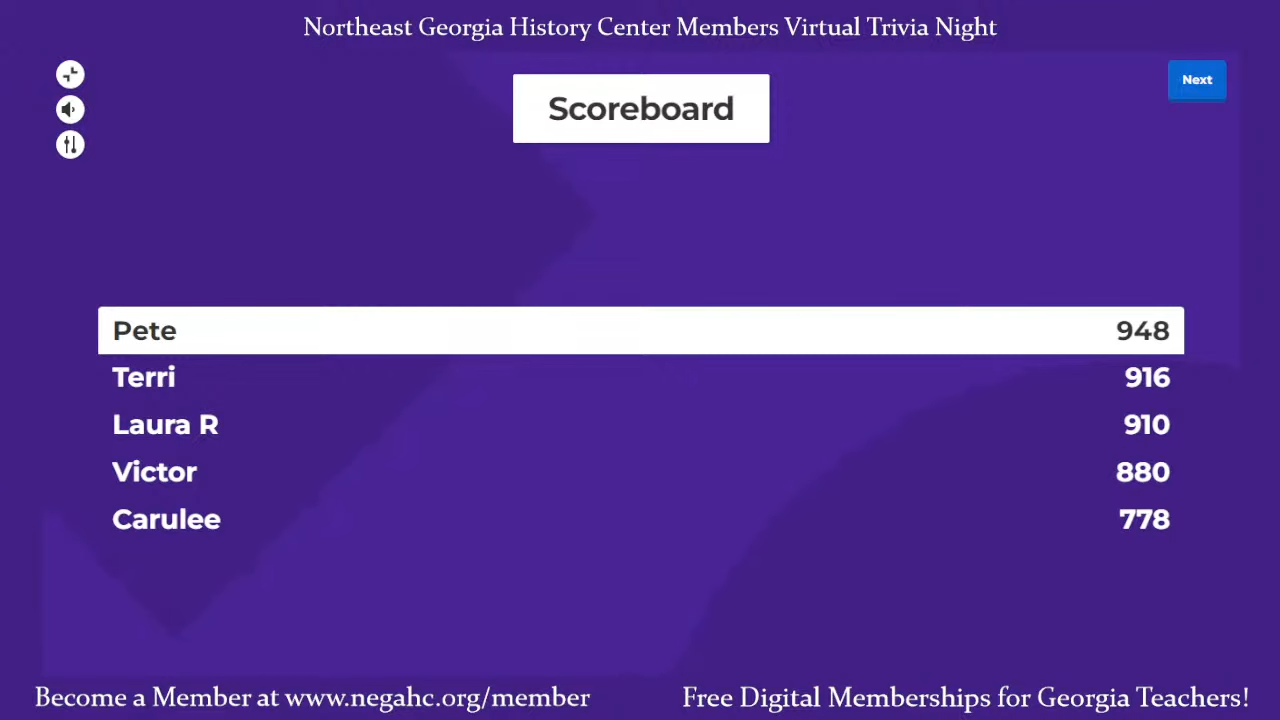 Northeast Georgia History Center Members Virtual Trivia Night
Next
Scoreboard
Pete 948
Terri 916
Laura R 910
Victor 880
Carulee 778
Become a Member at www.negahc.org/member
Free Digital Memberships for Georgia Teachers!